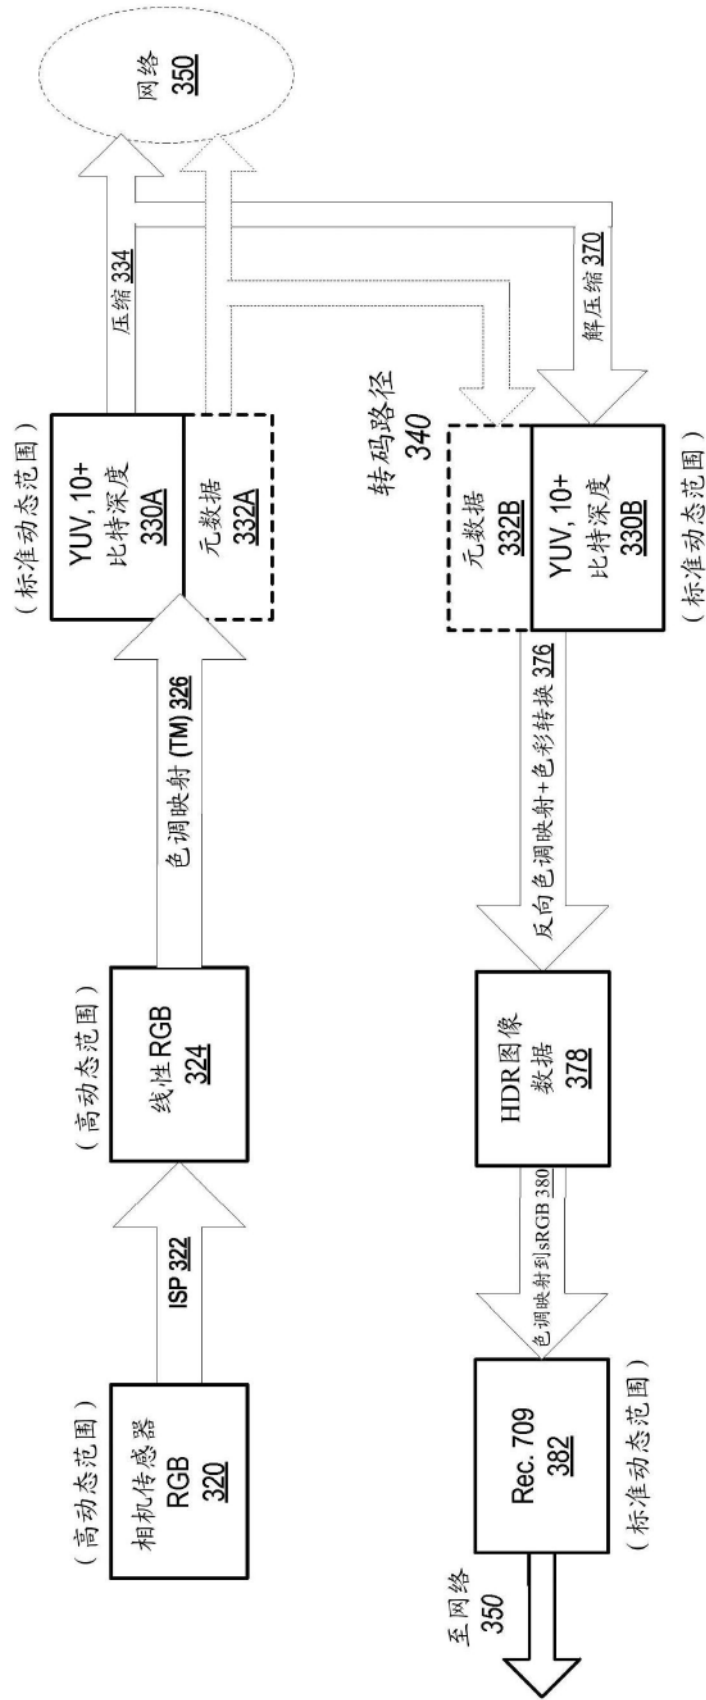 (高动态范围)
相机传感器
RGB
320
ISP 322
(高动态范围)
线性RGB
324
色调映射 (TM) 326
(标准动态范围)
YUV, 10+
比特深度
330A
元数据
332A
压缩 334
网络
350
转码路径
340
解压缩 370
元数据
332B
YUV, 10+
比特深度
330B
(标准动态范围)
反向色调映射+色彩转换 376
HDR图像
数据
378
色调映射到sRGB 380
Rec. 709
382
(标准动态范围)
至网络
350